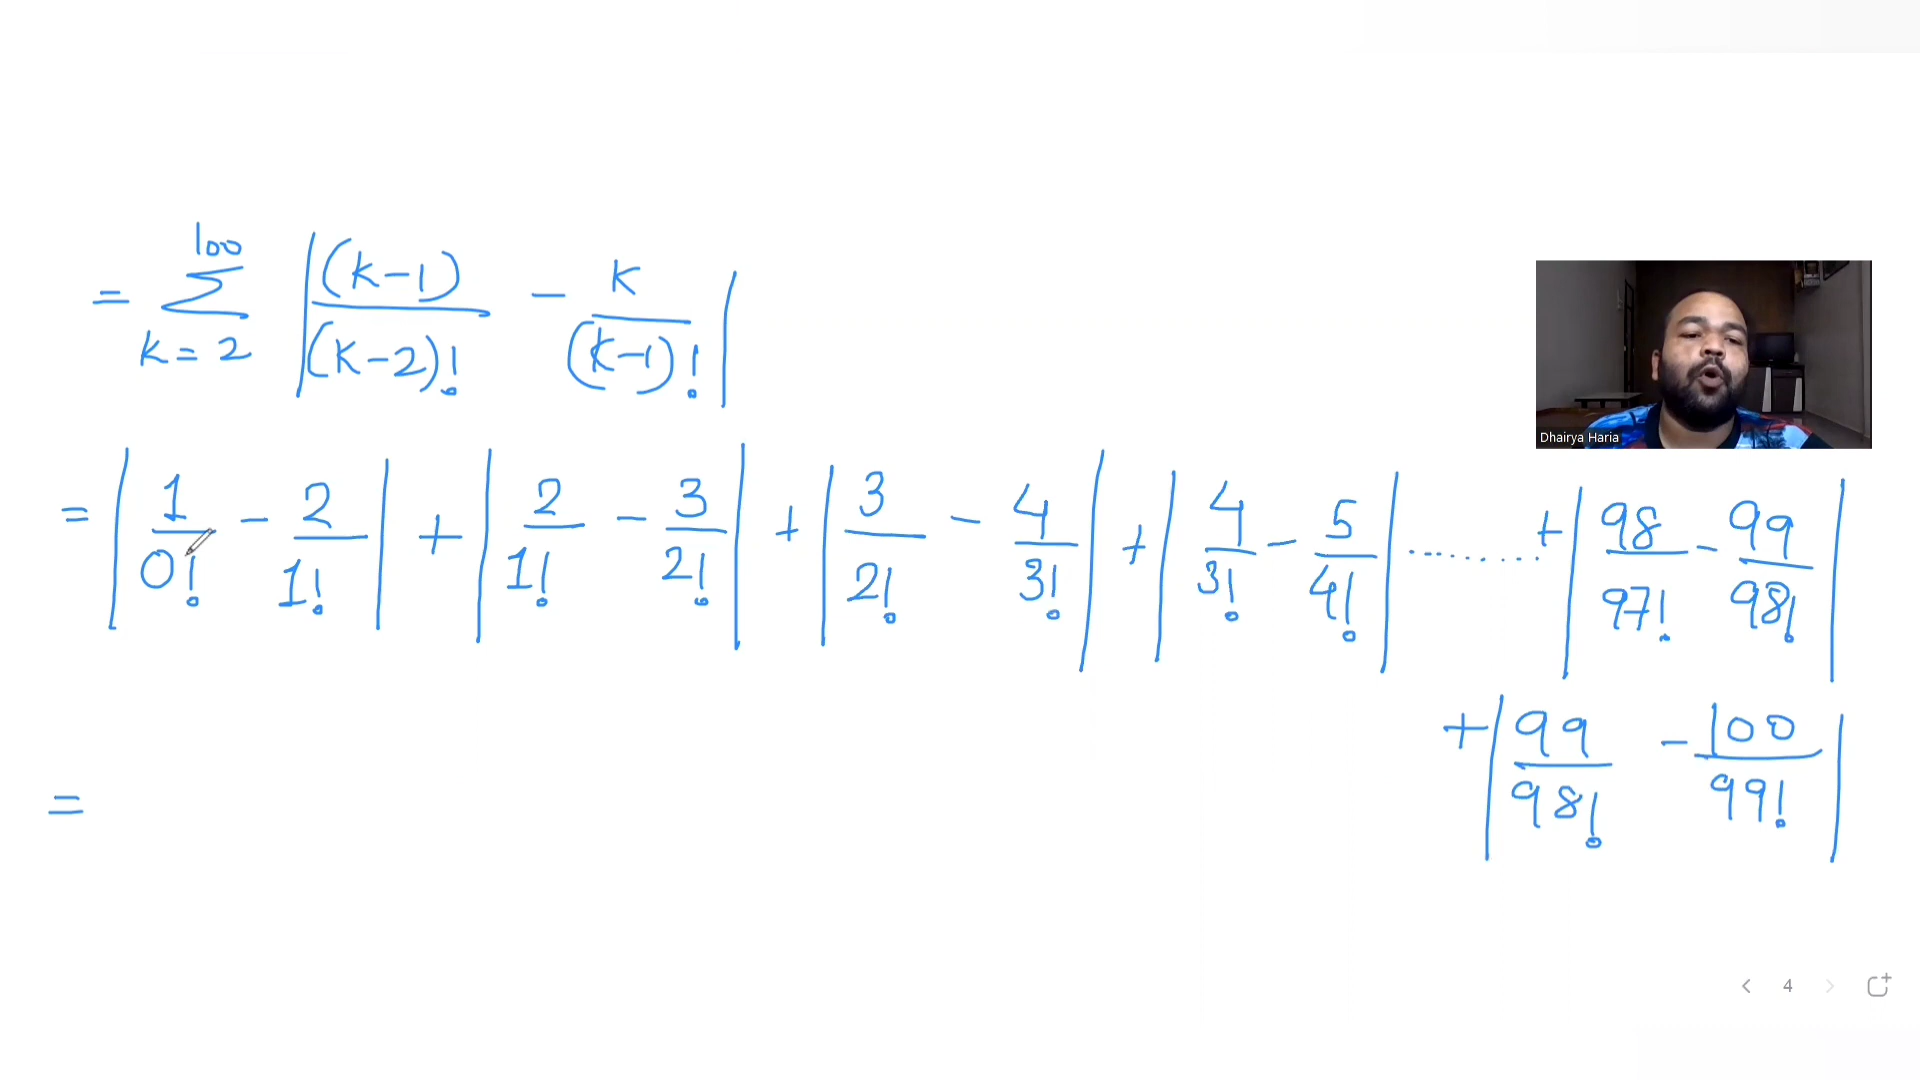 100
= Σ |(k-1)/(k-2)! - k/(k-1)!|
k = 2
Dhairya Haria
= |1/0! - 2/1!| + |2/1! - 3/2!| + |3/2! - 4/3!| + |4/3! - 5/4!| ......... + |98/97! - 99/98!|
+ |99/98! - 100/99!|
=
4